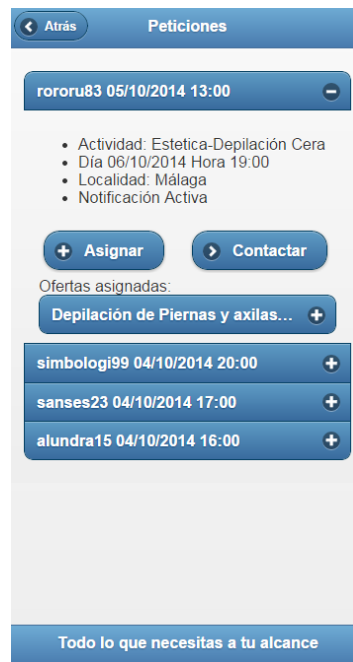 Atrás
Peticiones
rororu83 05/10/2014 13:00
Actividad: Estetica-Depilación Cera
Día 06/10/2014 Hora 19:00
Localidad: Málaga
Notificación Activa
Asignar
Contactar
Ofertas asignadas:
Depilación de Piernas y axilas...
simbologi99 04/10/2014 20:00
sanses23 04/10/2014 17:00
alundra15 04/10/2014 16:00
Todo lo que necesitas a tu alcance